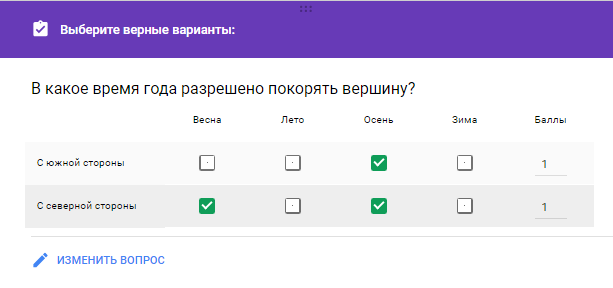 Выберите верные варианты:
В какое время года разрешено покорять вершину?
Весна Лето Осень Зима Баллы
С южной стороны 1
С северной стороны 1
ИЗМЕНИТЬ ВОПРОС